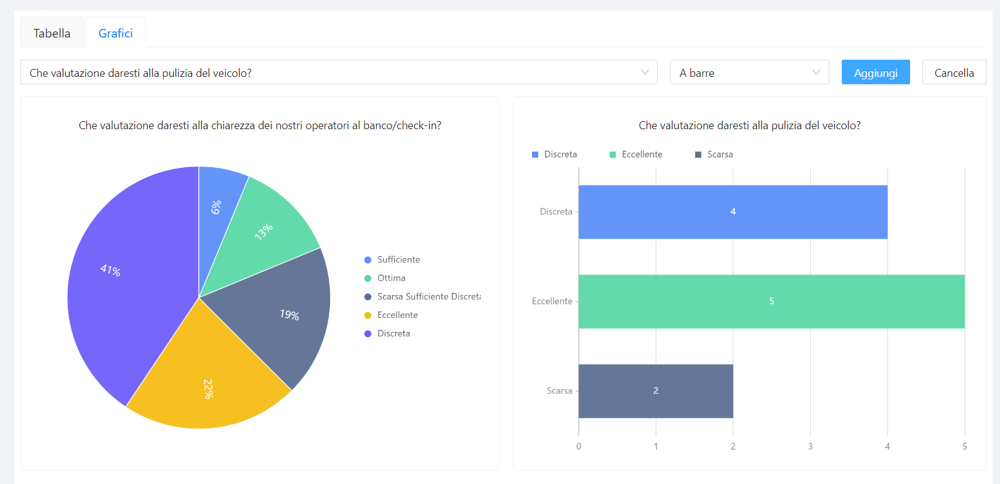 Tabella
Grafici
Che valutazione daresti alla pulizia del veicolo?
A barre
Aggiungi
Cancella
Che valutazione daresti alla chiarezza dei nostri operatori al banco/check-in?
6%
13%
19%
22%
41%
Sufficiente
Ottima
Scarsa Sufficiente Discreta
Eccellente
Discreta
Che valutazione daresti alla pulizia del veicolo?
Discreta
Eccellente
Scarsa
Discreta
4
Eccellente
5
Scarsa
2
0 1 2 3 4 5